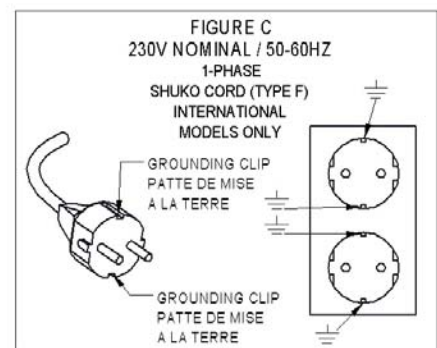 FIGURE C
230V NOMINAL / 50-60HZ
1-PHASE
SHUKO CORD (TYPE F)
INTERNATIONAL
MODELS ONLY
GROUNDING CLIP
PATTE DE MISE
A LA TERRE
GROUNDING CLIP
PATTE DE MISE
A LA TERRE